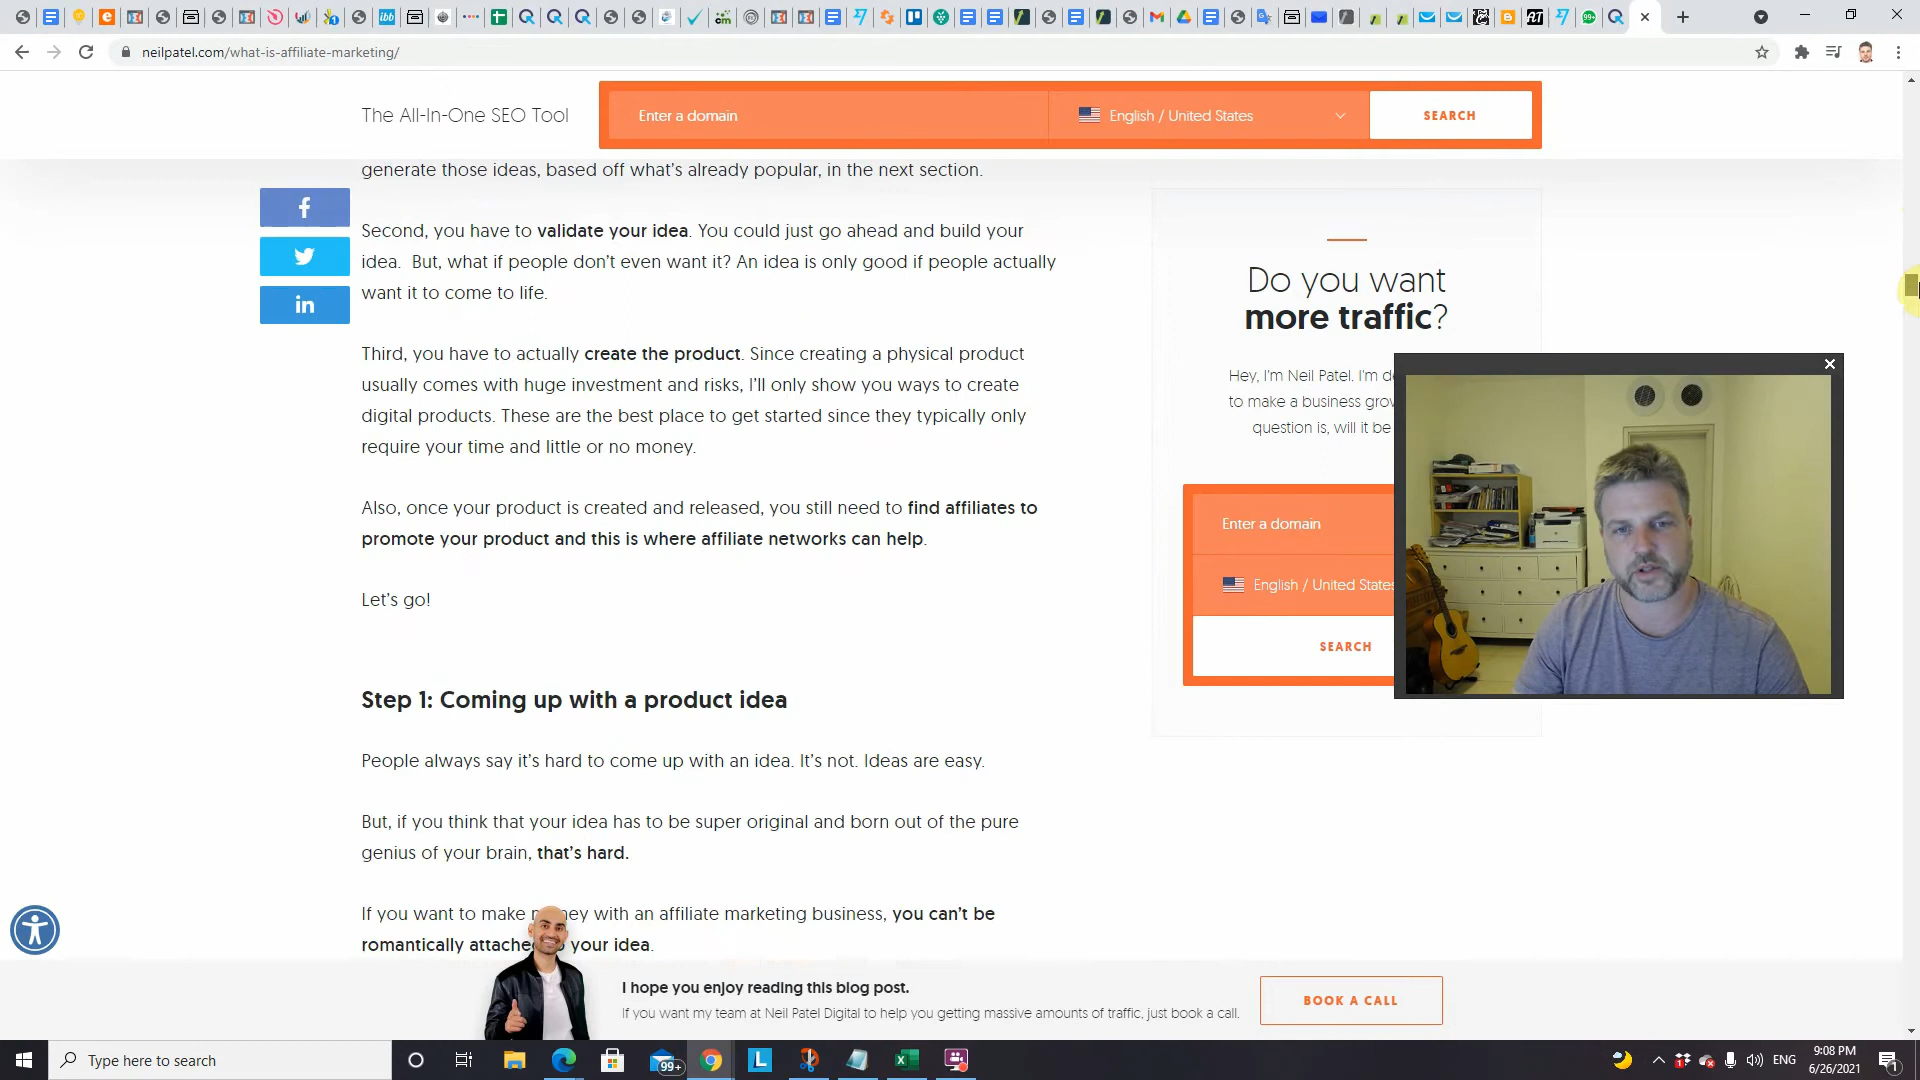 neilpatel.com/what-is-affiliate-marketing/
The All-In-One SEO Tool
Enter a domain
English / United States
SEARCH
generate those ideas, based off what's already popular, in the next section.
Second, you have to validate your idea. You could just go ahead and build your
idea.  But, what if people don't even want it? An idea is only good if people actually
want it to come to life.
Third, you have to actually create the product. Since creating a physical product
usually comes with huge investment and risks, I'll only show you ways to create
digital products. These are the best place to get started since they typically only
require your time and little or no money.
Also, once your product is created and released, you still need to find affiliates to
promote your product and this is where affiliate networks can help.
Let's go!
Step 1: Coming up with a product idea
People always say it's hard to come up with an idea. It's not. Ideas are easy.
But, if you think that your idea has to be super original and born out of the pure
genius of your brain, that's hard.
If you want to make money with an affiliate marketing business, you can't be
romantically attached your idea.
Do you want
more traffic?
Hey, I'm Neil Patel. I'm
to make a business
question is, will it be
Enter a domain
English / United States
SEARCH
I hope you enjoy reading this blog post.
If you want my team at Neil Patel Digital to help you getting massive amounts of traffic, just book a call.
BOOK A CALL
Type here to search
99+
L
ENG
9:08 PM
6/26/2021
1